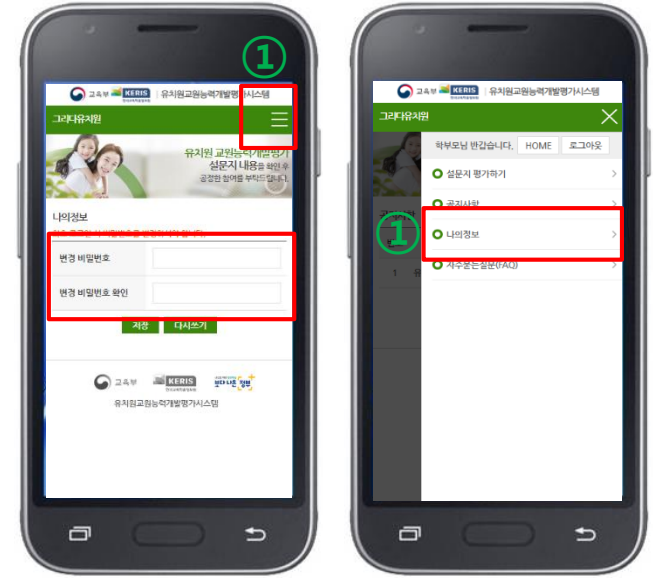 ①
교육부 KERIS 유치원교원능력개발평가시스템
그리다유치원
유치원 교원능력개발평가
설문지 내용을 확인 후
공정한 참여를 부탁드립니다.
나의정보
변경 비밀번호
변경 비밀번호 확인
저장 다시쓰기
교육부 KERIS
유치원교원능력개발평가시스템
교육부 KERIS 유치원교원능력개발평가시스템
그리다유치원
학부모님 반갑습니다. HOME 로그아웃
설문지 평가하기
공지사항
①
나의정보
자주묻는질문(FAQ)
1 유